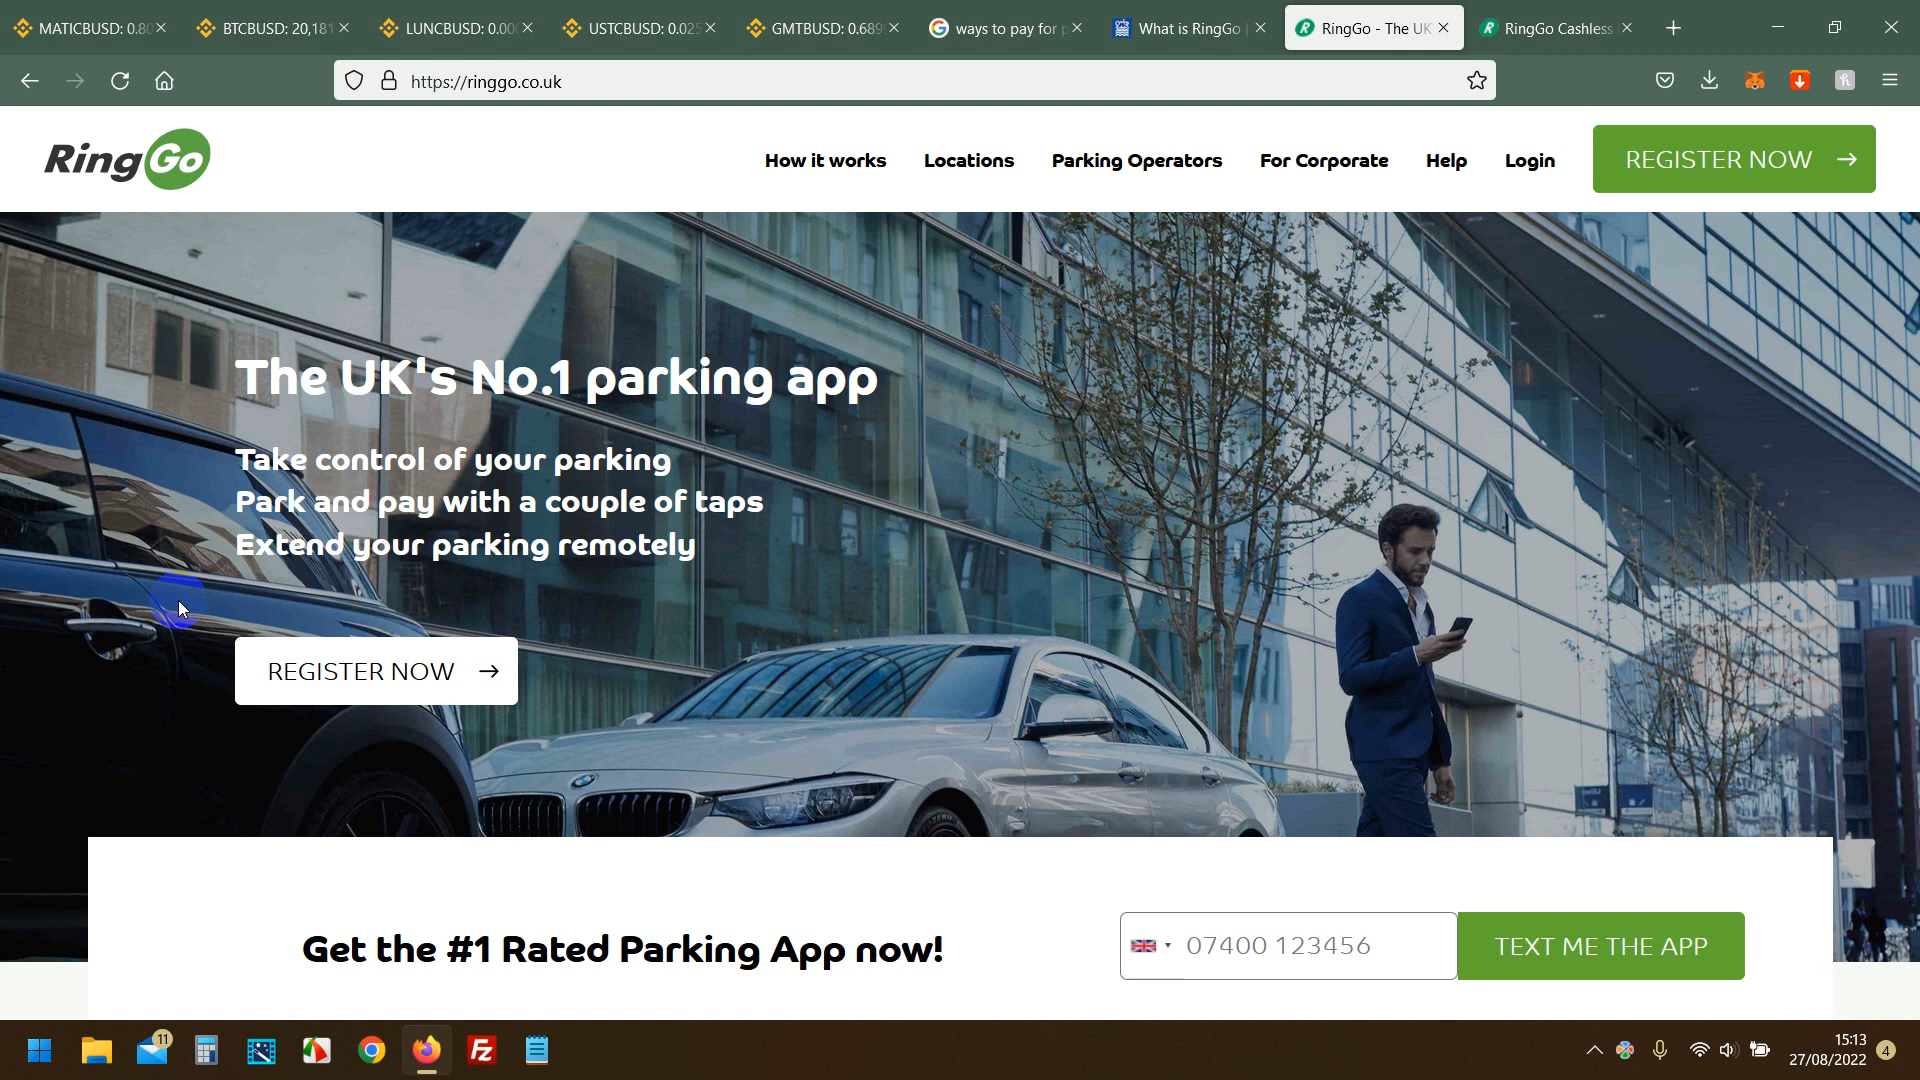 MATICBUSD: 0.80
BTCBUSD: 20,181
LUNCBUSD: 0.000
USTCBUSD: 0.025
GMTBUSD: 0.689
ways to pay for p
What is RingGo |
RingGo - The UK'
RingGo Cashless
https://ringgo.co.uk
RingGo
How it works
Locations
Parking Operators
For Corporate
Help
Login
REGISTER NOW
The UK's No.1 parking app
Take control of your parking
Park and pay with a couple of taps
Extend your parking remotely
REGISTER NOW
Get the #1 Rated Parking App now!
07400 123456
TEXT ME THE APP
11
15:13
27/08/2022
4